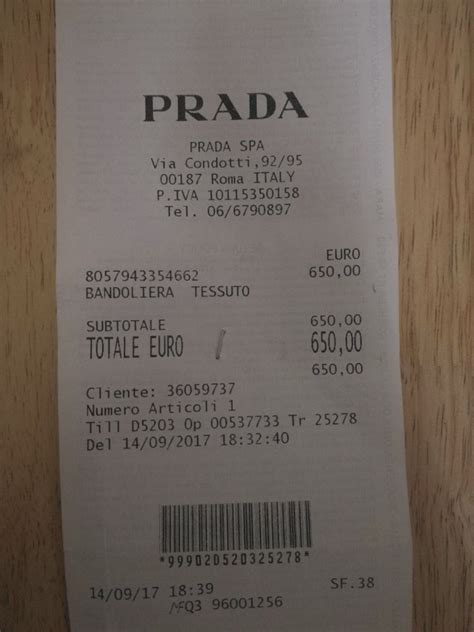 PRADA
PRADA SPA
Via Condotti,92/95
00187 Roma ITALY
P.IVA 10115350158
Tel. 06/6790897
EURO
8057943354662 650,00
BANDOLIERA TESSUTO
SUBTOTALE 650,00
TOTALE EURO 650,00
650,00
Cliente: 36059737
Numero Articoli 1
Till D5203 Op 00537733 Tr 25278
Del 14/09/2017 18:32:40
*999020520325278*
14/09/17 18:39 SF.38
96001256